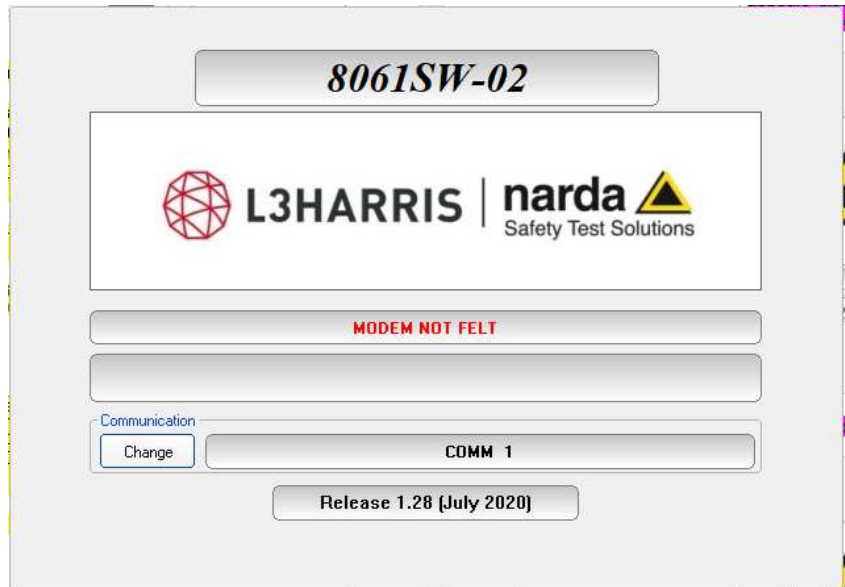 8061SW-02
L3HARRIS | narda
Safety Test Solutions
MODEM NOT FELT
Communication
Change
COMM 1
Release 1.28 (July 2020)